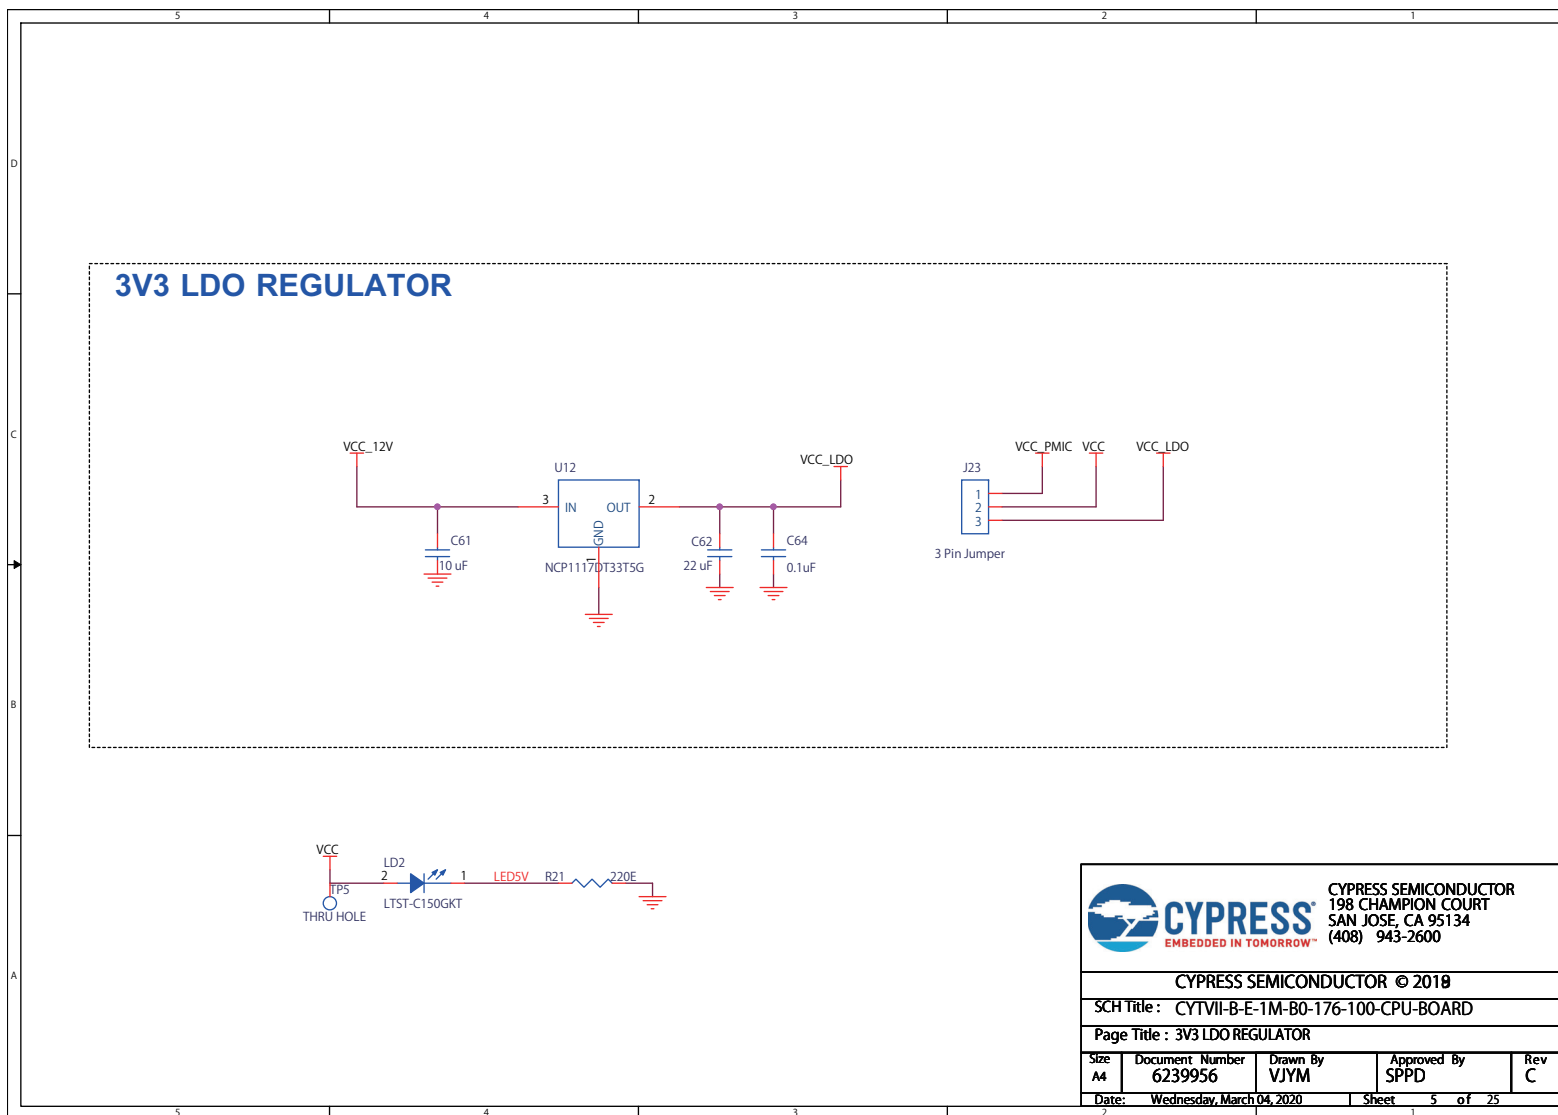 5 4 3 2 1
D
C
B
A
3V3 LDO REGULATOR
VCC_12V
U12
3 IN OUT 2
GND
1
NCP1117DT33T5G
C61
10 uF
C62
22 uF
C64
0.1uF
VCC_LDO
VCC_PMIC VCC VCC_LDO
J23
1
2
3
3 Pin Jumper
VCC
LD2
2 1 LED5V R21 220E
TP5
LTST-C150GKT
THRU HOLE
CYPRESS
EMBEDDED IN TOMORROW™
CYPRESS SEMICONDUCTOR
198 CHAMPION COURT
SAN JOSE, CA 95134
(408) 943-2600
CYPRESS SEMICONDUCTOR ©
SCH Title : CYTVII-B-E-1M-B0-176-100-CPU-BOARD
Page Title : 3V3 LDO REGULATOR
Size Document Number Drawn By Approved By Rev
A4 6239956 VJYM SPPD C
Date: Wednesday, March 04, 2020 Sheet 5 of 25
5 4 3 2 1